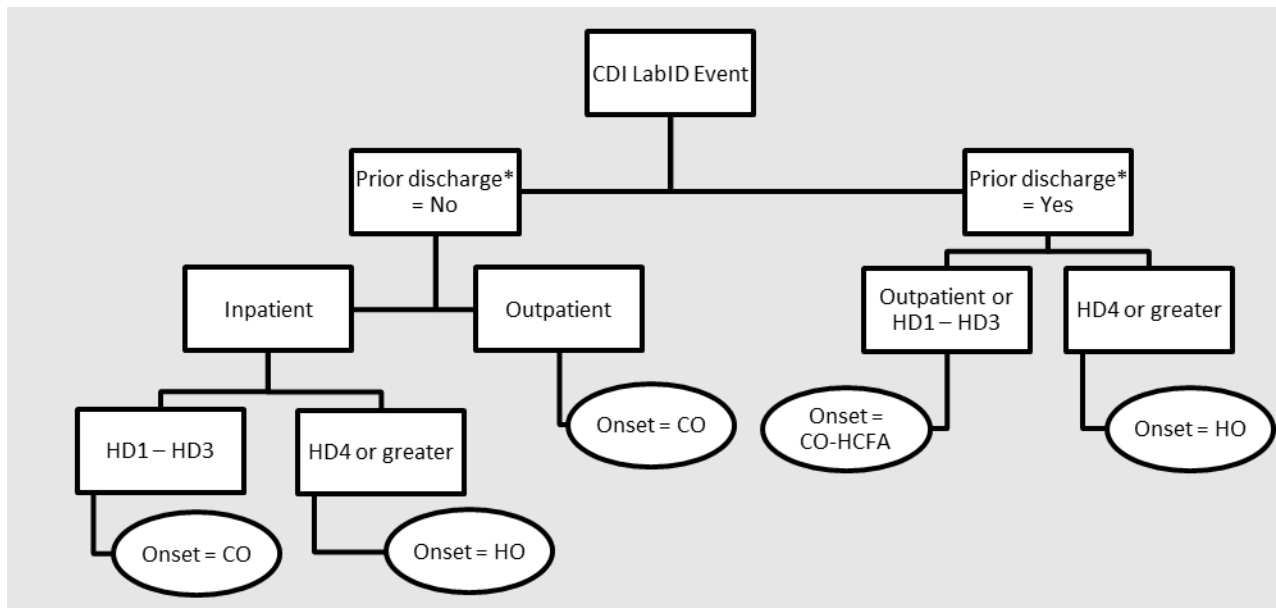 CDI LabID Event
Prior discharge*
= No
Prior discharge*
= Yes
Inpatient
Outpatient
Outpatient or
HD1 – HD3
HD4 or greater
HD1 – HD3
HD4 or greater
Onset = CO
Onset =
CO-HCFA
Onset = HO
Onset = CO
Onset = HO